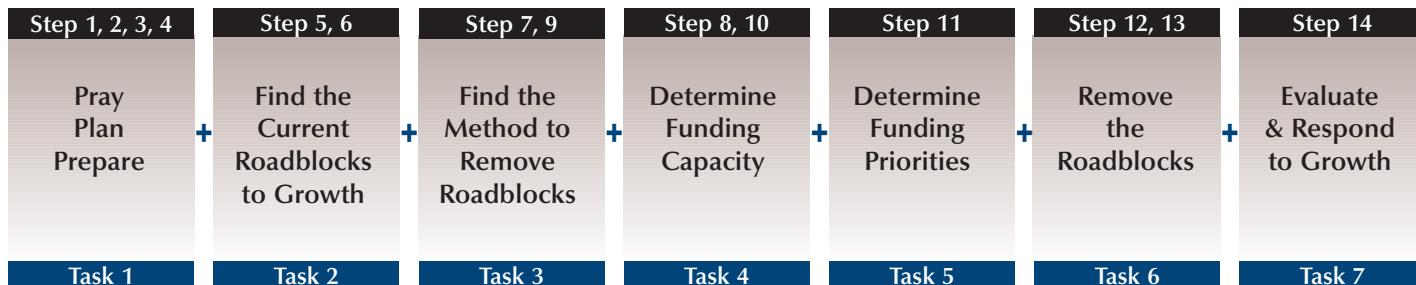 Step 1, 2, 3, 4
Pray
Plan
Prepare
Task 1
+
Step 5, 6
Find the
Current
Roadblocks
to Growth
Task 2
+
Step 7, 9
Find the
Method to
Remove
Roadblocks
Task 3
+
Step 8, 10
Determine
Funding
Capacity
Task 4
+
Step 11
Determine
Funding
Priorities
Task 5
+
Step 12, 13
Remove
the
Roadblocks
Task 6
+
Step 14
Evaluate
& Respond
to Growth
Task 7